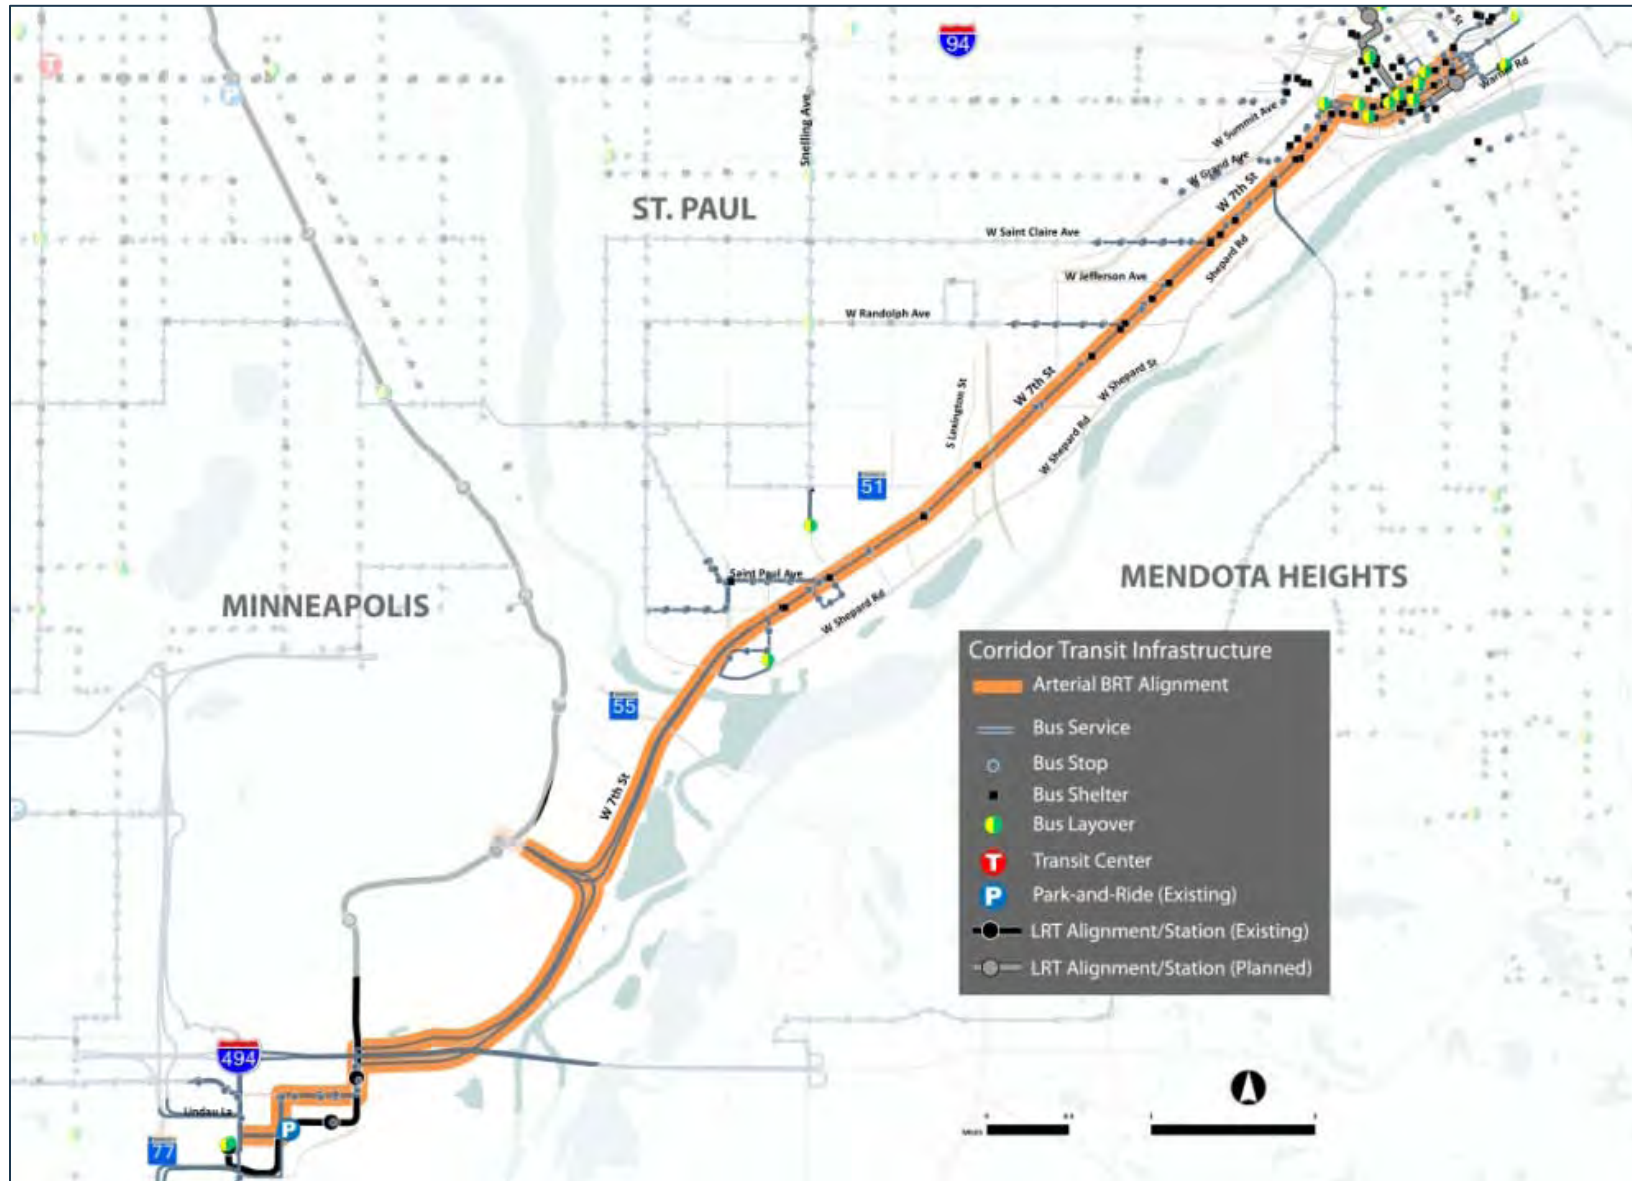 94
Warner Rd
W Summit Ave
Snelling Ave
W Grand Ave
W 7th St
ST. PAUL
W Saint Claire Ave
Shepard Rd
W Jefferson Ave
W Randolph Ave
W 7th St
W Shepard St
S Lexington St
W Shepard Rd
51
Saint Paul Ave
MENDOTA HEIGHTS
MINNEAPOLIS
W Shepard Rd
55
W 7th St
Corridor Transit Infrastructure
Arterial BRT Alignment
Bus Service
Bus Stop
Bus Shelter
Bus Layover
T Transit Center
P Park-and-Ride (Existing)
LRT Alignment/Station (Existing)
LRT Alignment/Station (Planned)
494
Lindau La
P
77
T
P